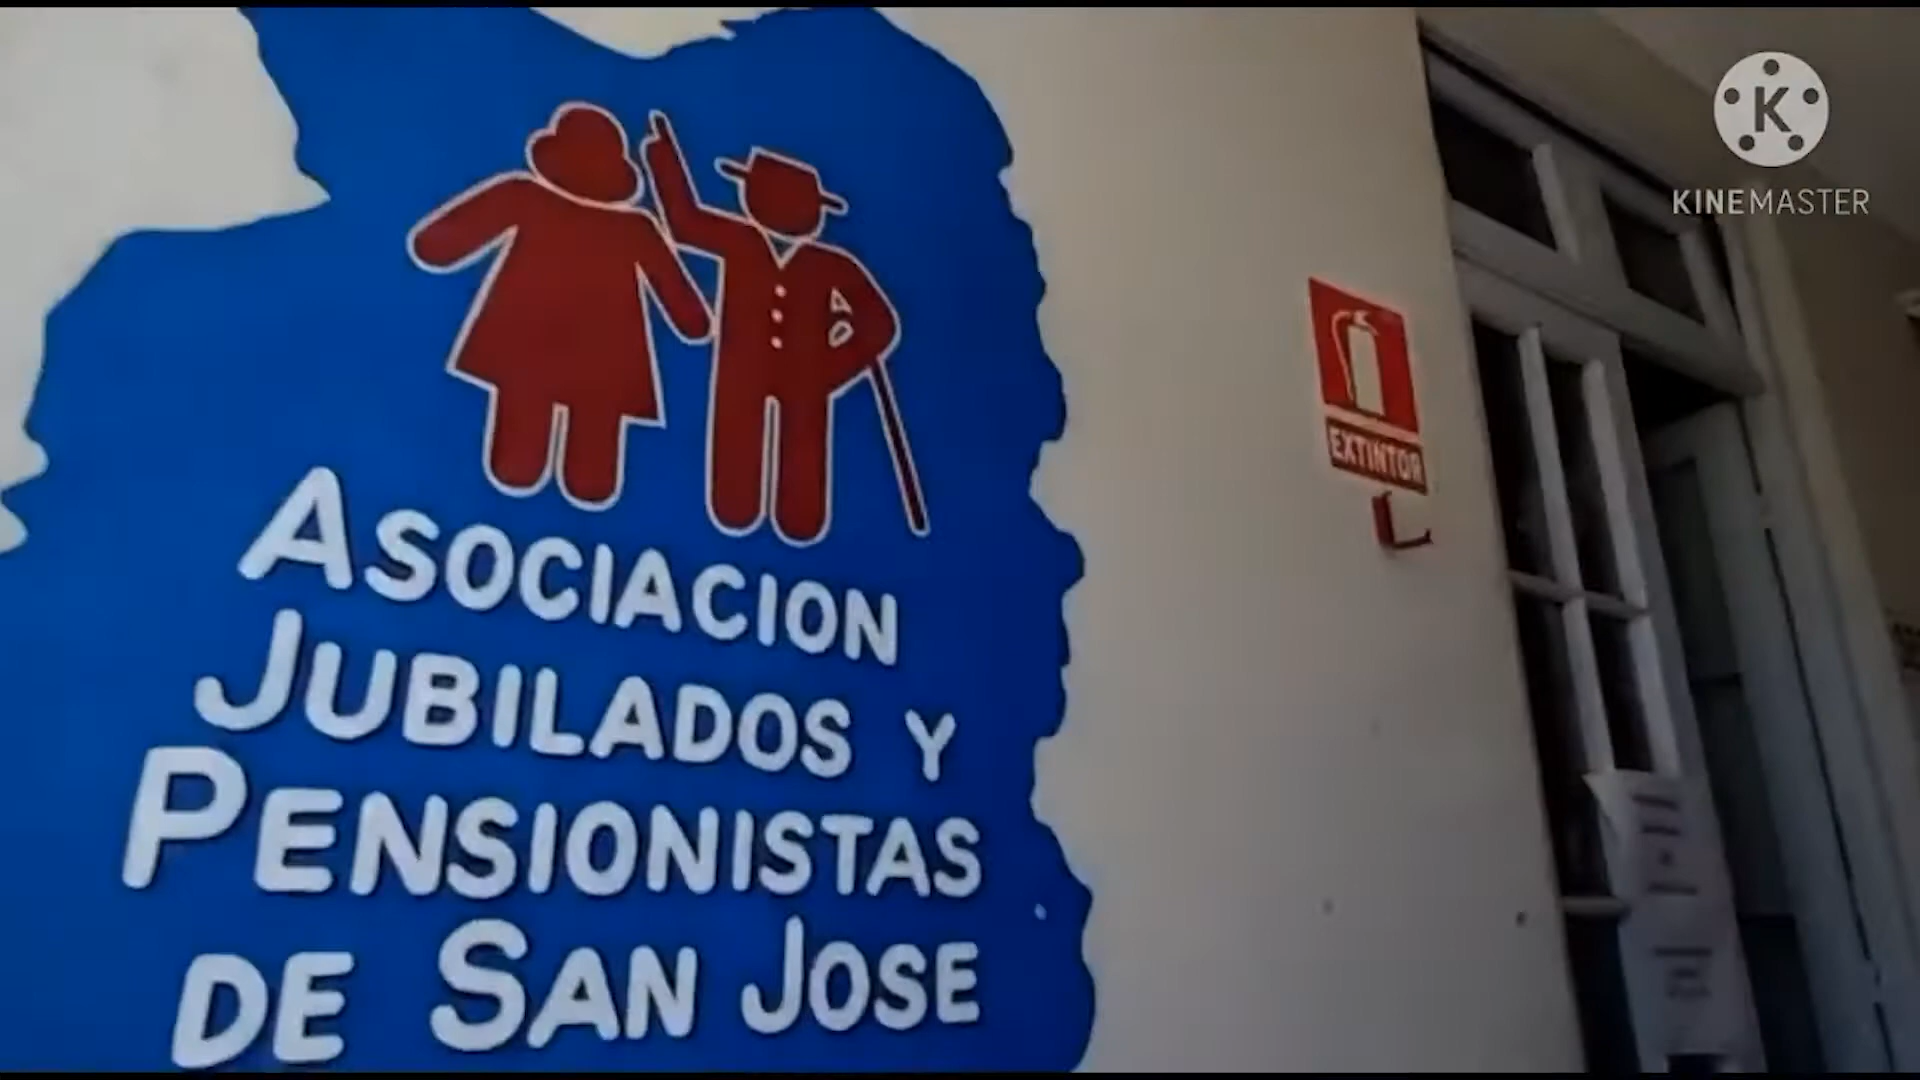 ASOCIACION
JUBILADOS Y
PENSIONISTAS
DE SAN JOSE
EXTINTOR
K
KINEMASTER